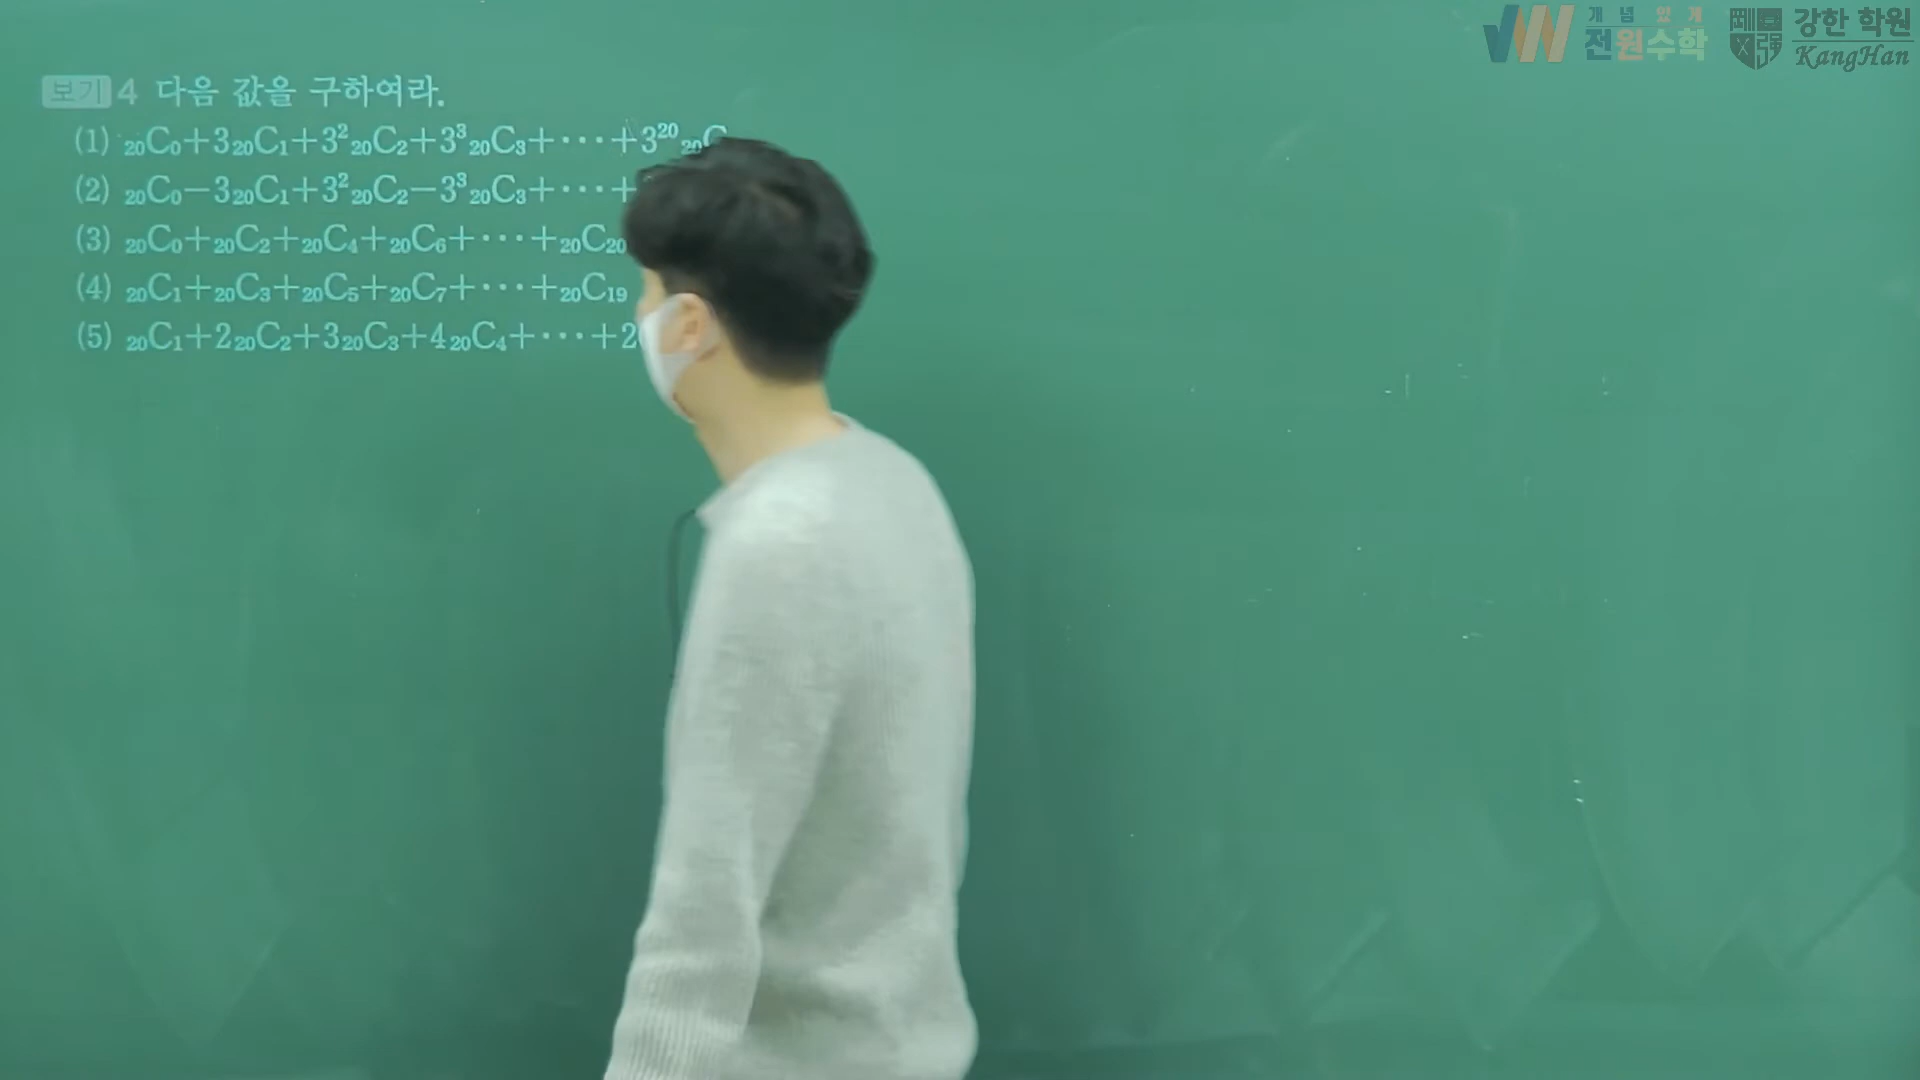 개념있게
전원수학
강한 학원
KangHan
보기 4 다음 값을 구하여라.
(1) ₂₀C₀+3₂₀C₁+3²₂₀C₂+3³₂₀C₃+⋯+3²⁰₂₀C
(2) ₂₀C₀−3₂₀C₁+3²₂₀C₂−3³₂₀C₃+⋯+
(3) ₂₀C₀+₂₀C₂+₂₀C₄+₂₀C₆+⋯+₂₀C₂₀
(4) ₂₀C₁+₂₀C₃+₂₀C₅+₂₀C₇+⋯+₂₀C₁₉
(5) ₂₀C₁+2₂₀C₂+3₂₀C₃+4₂₀C₄+⋯+2